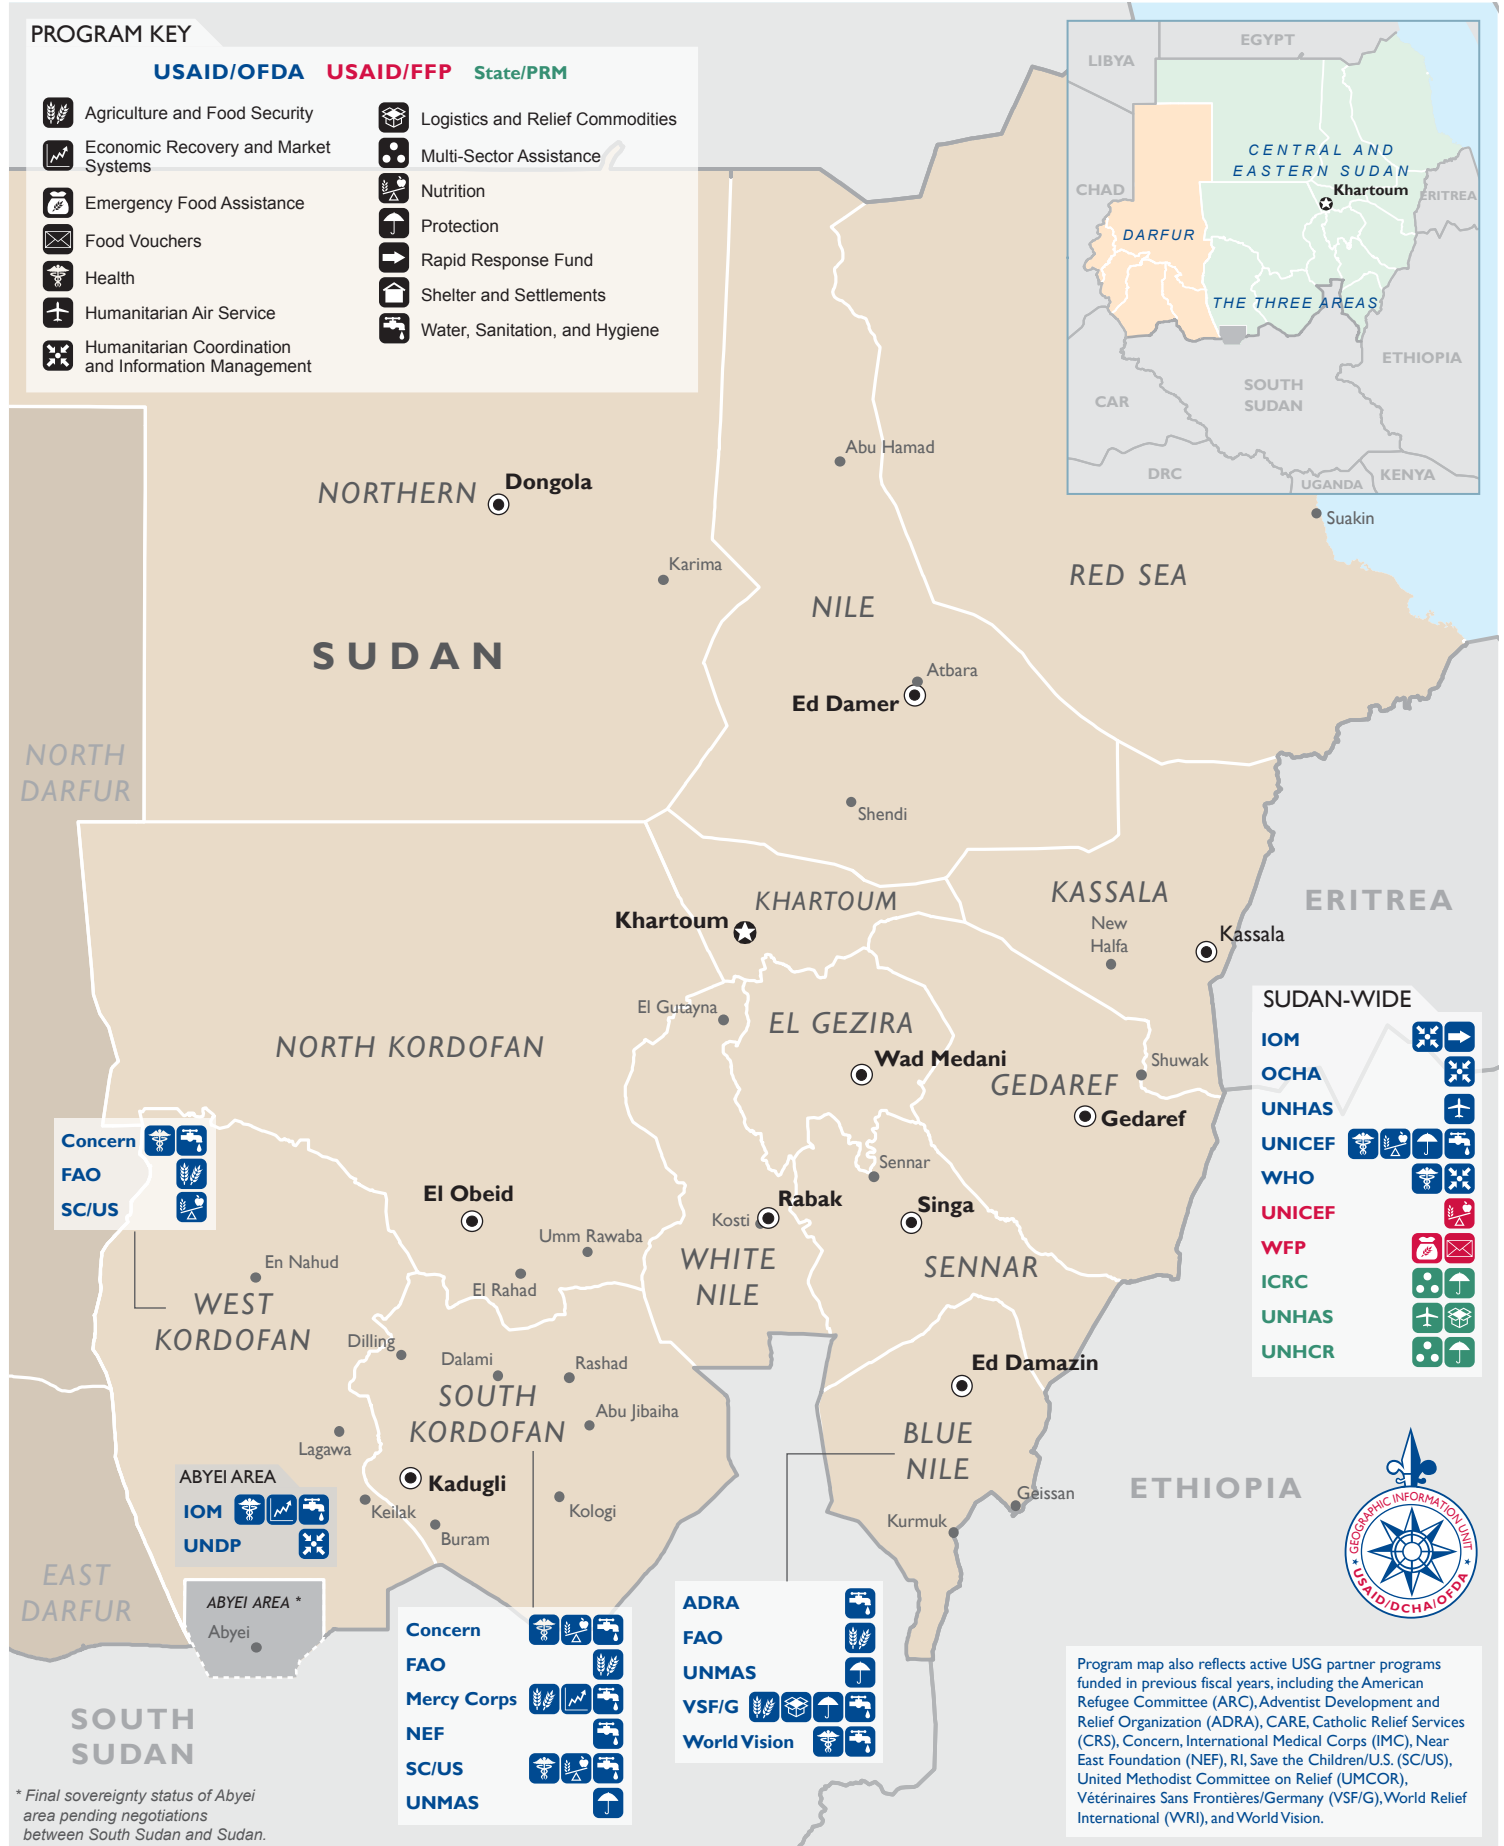 PROGRAM KEY
USAID/OFDA USAID/FFP State/PRM
Agriculture and Food Security
Economic Recovery and Market
Systems
Emergency Food Assistance
Food Vouchers
Health
Humanitarian Air Service
Humanitarian Coordination
and Information Management
Logistics and Relief Commodities
Multi-Sector Assistance
Nutrition
Protection
Rapid Response Fund
Shelter and Settlements
Water, Sanitation, and Hygiene
EGYPT
LIBYA
CENTRAL AND
EASTERN SUDAN
CHAD
Khartoum
ERITREA
DARFUR
THE THREE AREAS
ETHIOPIA
SOUTH
SUDAN
CAR
DRC
UGANDA
KENYA
Abu Hamad
NORTHERN
Dongola
Suakin
Karima
RED SEA
NILE
SUDAN
Atbara
Ed Damer
NORTH
DARFUR
Shendi
KHARTOUM
Khartoum
KASSALA
New
Halfa
Kassala
ERITREA
El Gutayna
EL GEZIRA
NORTH KORDOFAN
Wad Medani
Shuwak
GEDAREF
Gedaref
SUDAN-WIDE
IOM
OCHA
UNHAS
UNICEF
WHO
UNICEF
WFP
ICRC
UNHAS
UNHCR
Concern
FAO
SC/US
El Obeid
Sennar
Rabak
Kosti
Singa
Umm Rawaba
El Rahad
En Nahud
WHITE
NILE
SENNAR
WEST
KORDOFAN
Dilling
Dalami
Rashad
SOUTH
KORDOFAN
Abu Jibaiha
Ed Damazin
BLUE
NILE
Lagawa
Kadugli
Keilak
Kologi
Buram
Geissan
Kurmuk
ETHIOPIA
ABYEI AREA
IOM
UNDP
EAST
DARFUR
ABYEI AREA *
Abyei
GEOGRAPHIC INFORMATION UNIT
USAID/DCHA/OFDA
Concern
FAO
Mercy Corps
NEF
SC/US
UNMAS
ADRA
FAO
UNMAS
VSF/G
World Vision
SOUTH
SUDAN
* Final sovereignty status of Abyei
area pending negotiations
between South Sudan and Sudan.
Program map also reflects active USG partner programs
funded in previous fiscal years, including the American
Refugee Committee (ARC), Adventist Development and
Relief Organization (ADRA), CARE, Catholic Relief Services
(CRS), Concern, International Medical Corps (IMC), Near
East Foundation (NEF), RI, Save the Children/U.S. (SC/US),
United Methodist Committee on Relief (UMCOR),
Vétérinaires Sans Frontières/Germany (VSF/G), World Relief
International (WRI), and World Vision.